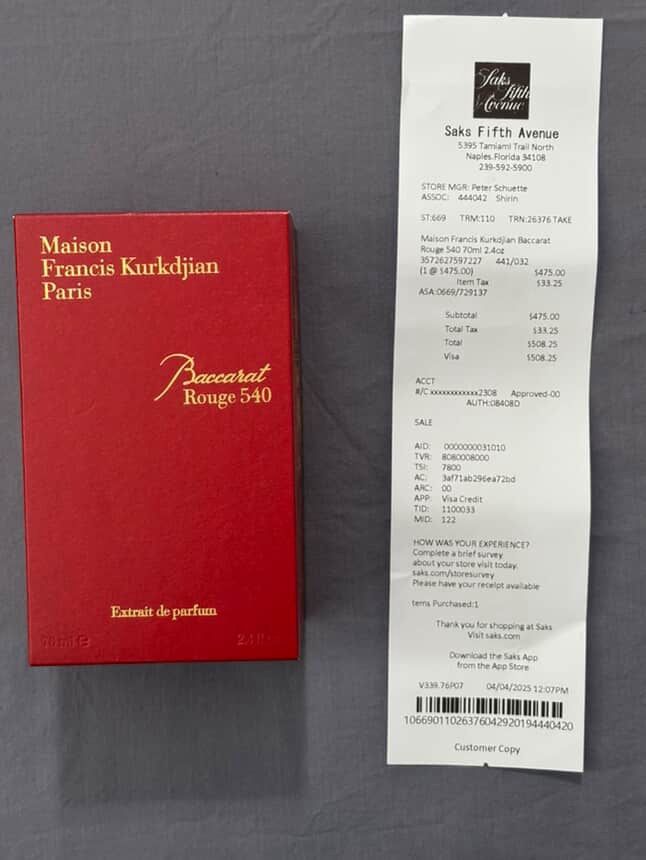 Maison
Francis Kurkdjian
Paris
Baccarat
Rouge 540
Extrait de parfum
70 ml e
Saks
fifth
Avenue
Saks Fifth Avenue
5395 Tamiami Trail North
Naples.Florida 34108
239-592-5900
STORE MGR: Peter Schuette
ASSOC: 444042 Shirin
ST:669 TRM:110 TRN:26376 TAKE
Maison Francis Kurkdjian Baccarat
Rouge 540 70ml 2.4oz
3572627597227 441/032
(1 @ $475.00) $475.00
Item Tax $33.25
ASA:0669/729137
Subtotal $475.00
Total Tax $33.25
Total $508.25
Visa $508.25
ACCT
#/C xxxxxxxxxxxx2308 Approved-00
AUTH:08408D
SALE
AID: 0000000031010
TVR: 8080008000
TSI: 7800
AC: 3af71ab296ea72bd
ARC: 00
APP: Visa Credit
TID: 1100033
MID: 122
HOW WAS YOUR EXPERIENCE?
Complete a brief survey
about your store visit today.
saks.com/storesurvey
Please have your receipt available
tems Purchased:1
Thank you for shopping at Saks
Visit saks.com
Download the Saks App
from the App Store
V339.76P07 04/04/2025 12:07PM
10669011026376042920194440420
Customer Copy